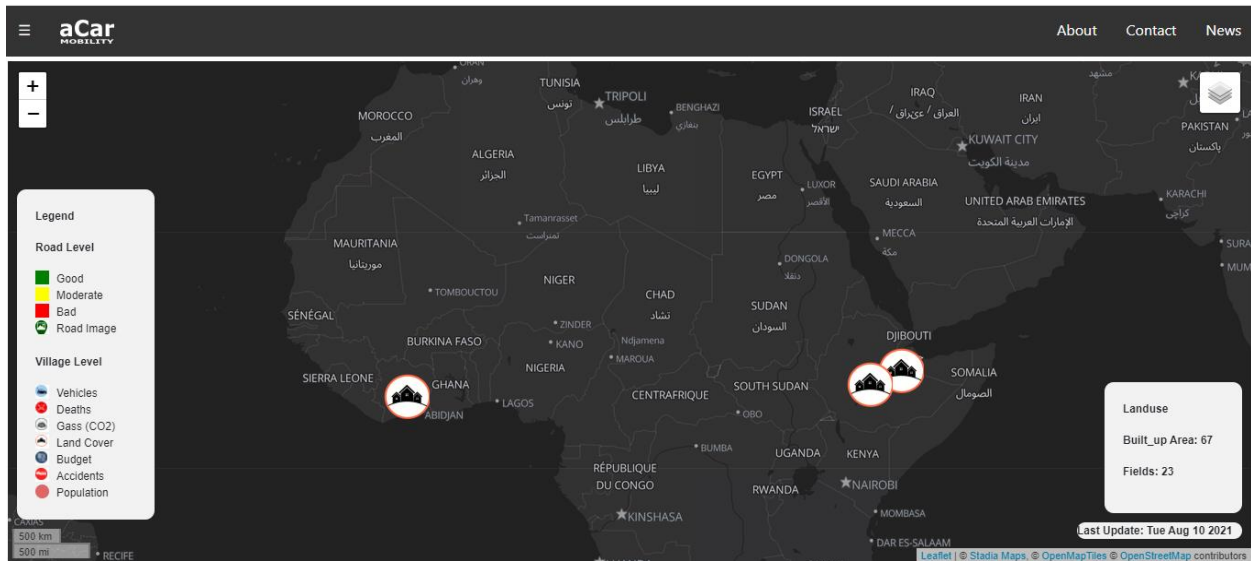 ☰ aCar MOBILITY About Contact News
+
−
ORAN
وهران
TUNISIA
تونس
TRIPOLI
طرابلس
BENGHAZI
بنغازي
ISRAEL
ישראל
IRAQ
العراق / عێراق /
IRAN
ایران
مشهد
KUWAIT CITY
مدينة الكويت
PAKISTAN
پاکستان
MOROCCO
المغرب
ALGERIA
الجزائر
LIBYA
ليبيا
EGYPT
مصر
LUXOR
الأقصر
SAUDI ARABIA
السعودية
UNITED ARAB EMIRATES
الإمارات العربية المتحدة
KARACHI
کراچی
Tamanrasset
تمنراست
MECCA
مكة
MAURITANIA
موريتانيا
DONGOLA
دنقلا
TOMBOUCTOU
NIGER
CHAD
تشاد
SUDAN
السودان
SÉNÉGAL
ZINDER
KANO
Ndjamena
MAROUA
BURKINA FASO
NIGERIA
DJIBOUTI
SOMALIA
الصومال
SIERRA LEONE
GHANA
ABIDJAN
LAGOS
CENTRAFRIQUE
SOUTH SUDAN
OBO
BUMBA
UGANDA
KENYA
RÉPUBLIQUE
DU CONGO
RWANDA
NAIROBI
KINSHASA
MOMBASA
DAR ES-SALAAM
CAXIAS
RECIFE
Legend
Road Level
Good
Moderate
Bad
Road Image
Village Level
Vehicles
Deaths
Gass (CO2)
Land Cover
Budget
Accidents
Population
500 km
500 mi
Landuse
Built_up Area: 67
Fields: 23
Last Update: Tue Aug 10 2021
Leaflet | © Stadia Maps, © OpenMapTiles © OpenStreetMap contributors